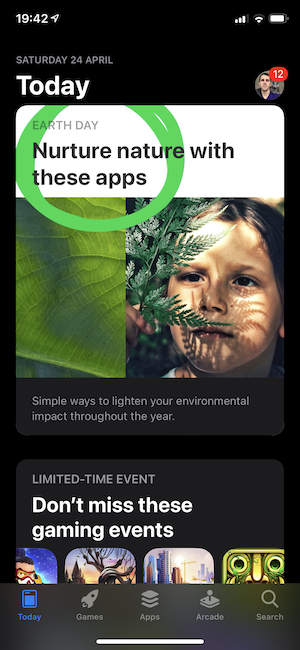 19:42
SATURDAY 24 APRIL
Today
12
EARTH DAY
Nurture nature with
these apps
Simple ways to lighten your environmental
impact throughout the year.
LIMITED-TIME EVENT
Don't miss these
gaming events
Today Games Apps Arcade Search